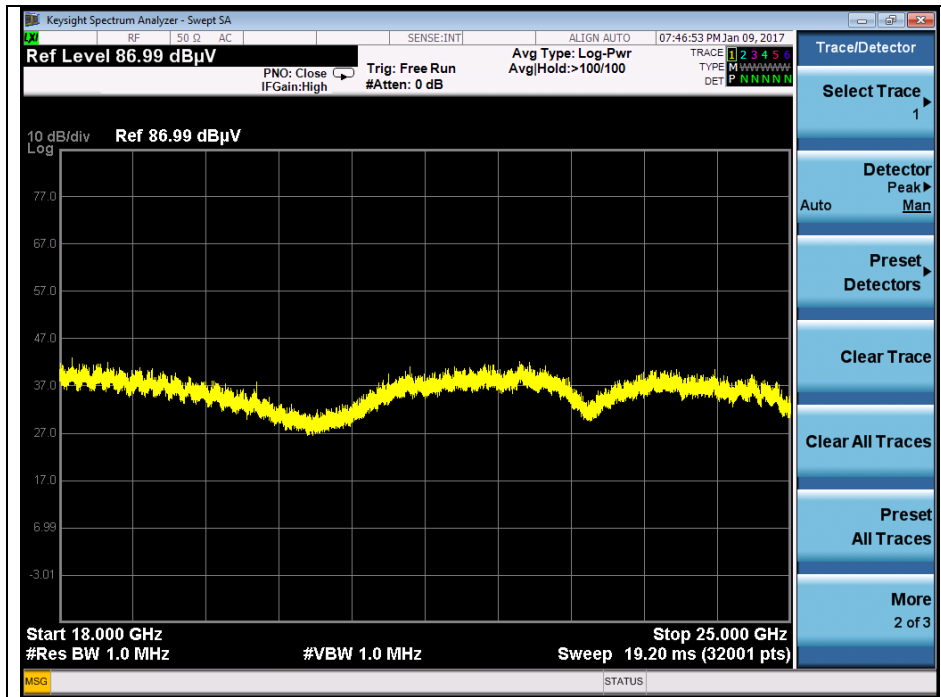 Keysight Spectrum Analyzer - Swept SA
LXI RF 50 Ω AC SENSE:INT ALIGN AUTO 07:46:53 PM Jan 09, 2017
Ref Level 86.99 dBµV
PNO: Close
IFGain:High
Trig: Free Run
#Atten: 0 dB
Avg Type: Log-Pwr
Avg|Hold:>100/100
TRACE 1 2 3 4 5 6
TYPE M WWWWW
DET P N N N N N
Trace/Detector
Select Trace
1
Detector
Peak
Auto Man
Preset
Detectors
Clear Trace
Clear All Traces
Preset
All Traces
More
2 of 3
10 dB/div Ref 86.99 dBµV
Log
77.0
67.0
57.0
47.0
37.0
27.0
17.0
6.99
-3.01
Start 18.000 GHz Stop 25.000 GHz
#Res BW 1.0 MHz #VBW 1.0 MHz Sweep 19.20 ms (32001 pts)
MSG STATUS